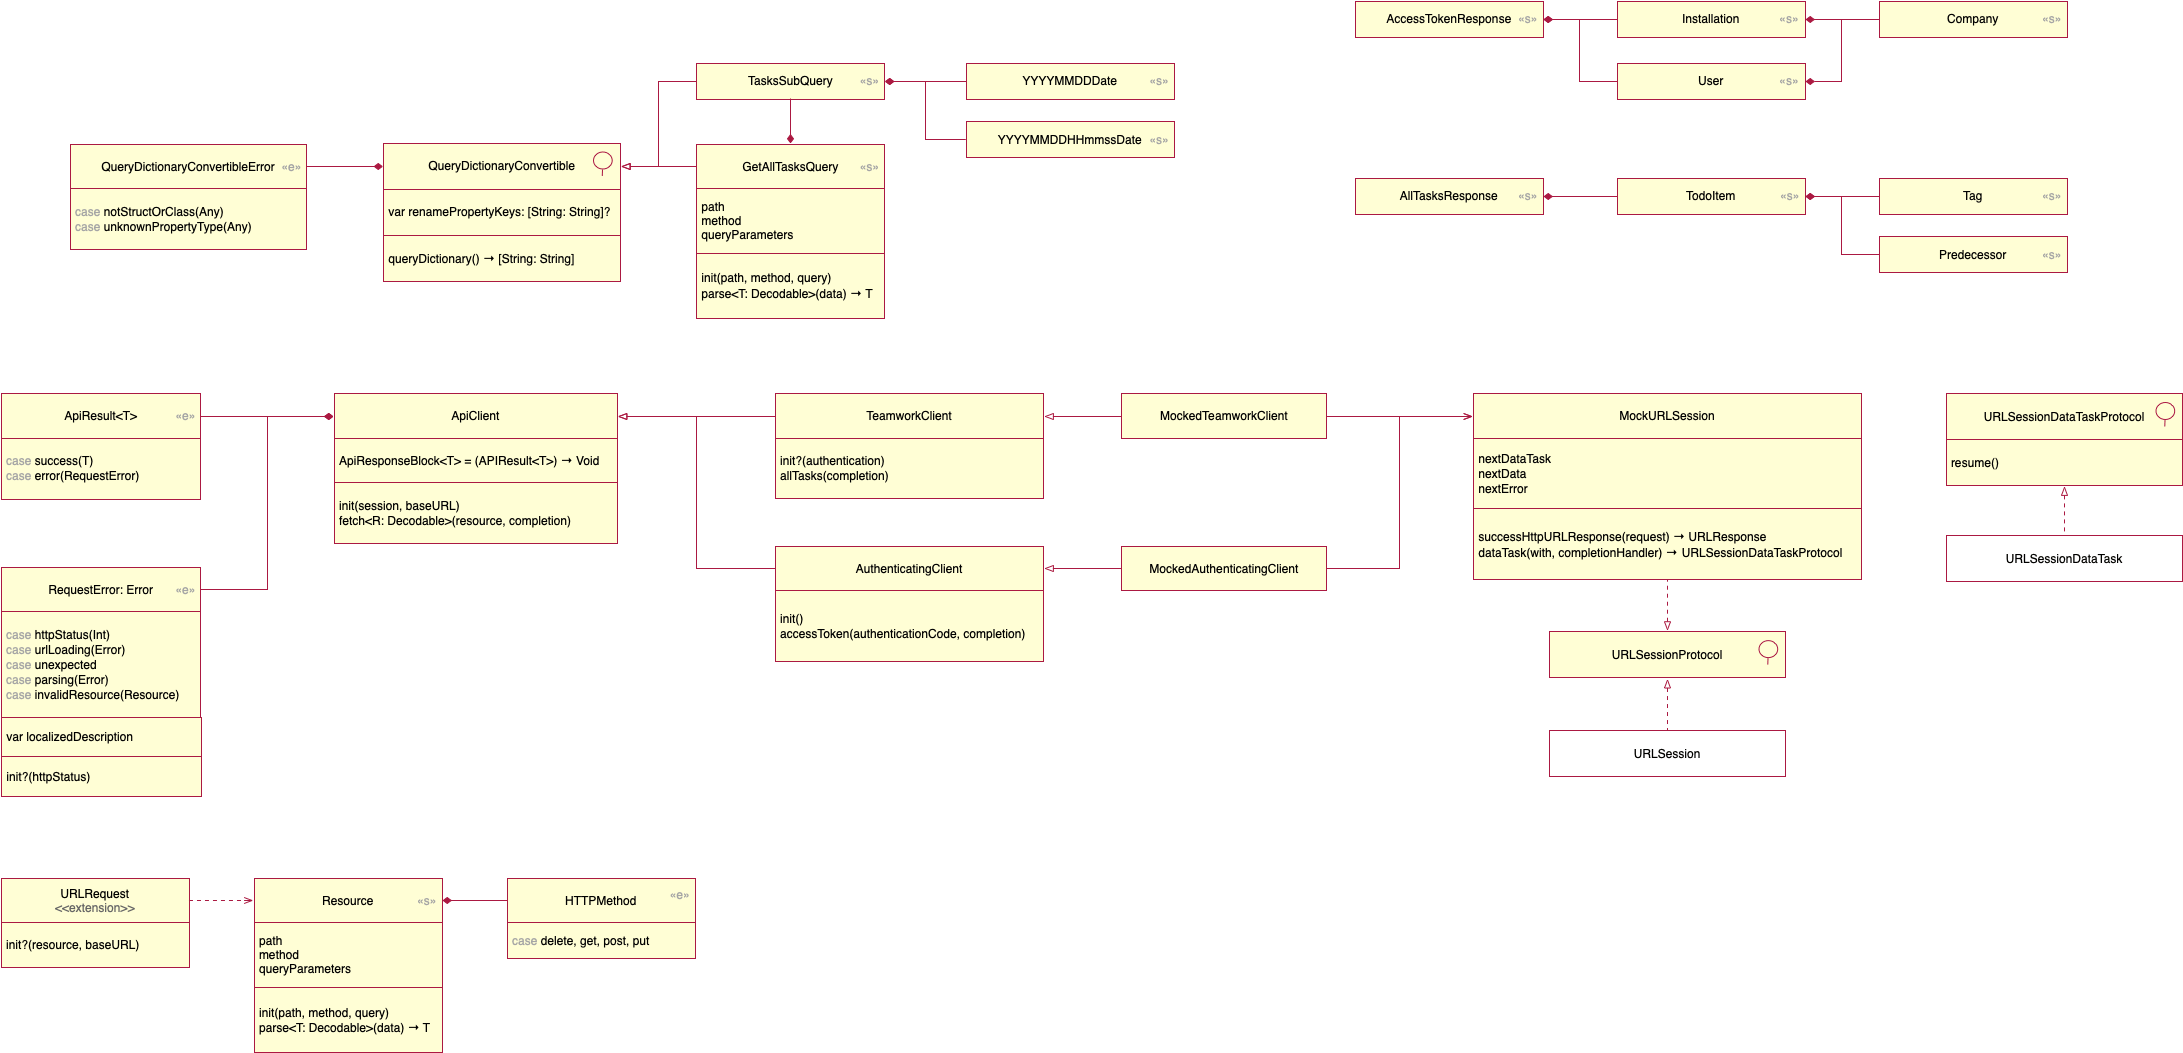 AccessTokenResponse «s»
Installation «s»
Company «s»
User «s»
TasksSubQuery «s»
YYYYMMDDDate «s»
YYYYMMDDHHmmssDate «s»
QueryDictionaryConvertibleError «e»
case notStructOrClass(Any)
case unknownPropertyType(Any)
QueryDictionaryConvertible
var renamePropertyKeys: [String: String]?
queryDictionary() → [String: String]
GetAllTasksQuery «s»
path
method
queryParameters
init(path, method, query)
parse<T: Decodable>(data) → T
AllTasksResponse «s»
TodoItem «s»
Tag «s»
Predecessor «s»
ApiResult<T> «e»
case success(T)
case error(RequestError)
ApiClient
ApiResponseBlock<T> = (APIResult<T>) → Void
init(session, baseURL)
fetch<R: Decodable>(resource, completion)
TeamworkClient
init?(authentication)
allTasks(completion)
MockedTeamworkClient
MockURLSession
nextDataTask
nextData
nextError
successHttpURLResponse(request) → URLResponse
dataTask(with, completionHandler) → URLSessionDataTaskProtocol
URLSessionDataTaskProtocol
resume()
URLSessionDataTask
RequestError: Error «e»
case httpStatus(Int)
case urlLoading(Error)
case unexpected
case parsing(Error)
case invalidResource(Resource)
var localizedDescription
init?(httpStatus)
AuthenticatingClient
init()
accessToken(authenticationCode, completion)
MockedAuthenticatingClient
URLSessionProtocol
URLSession
URLRequest
<<extension>>
init?(resource, baseURL)
Resource «s»
path
method
queryParameters
init(path, method, query)
parse<T: Decodable>(data) → T
HTTPMethod «e»
case delete, get, post, put